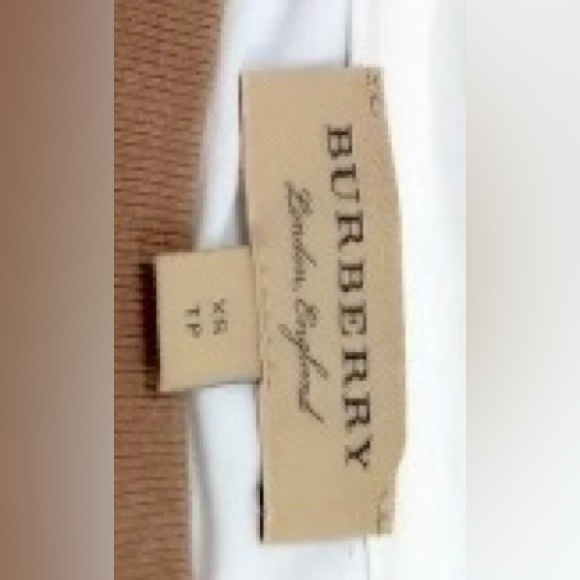 BURBERRY
London, England
XS
TP